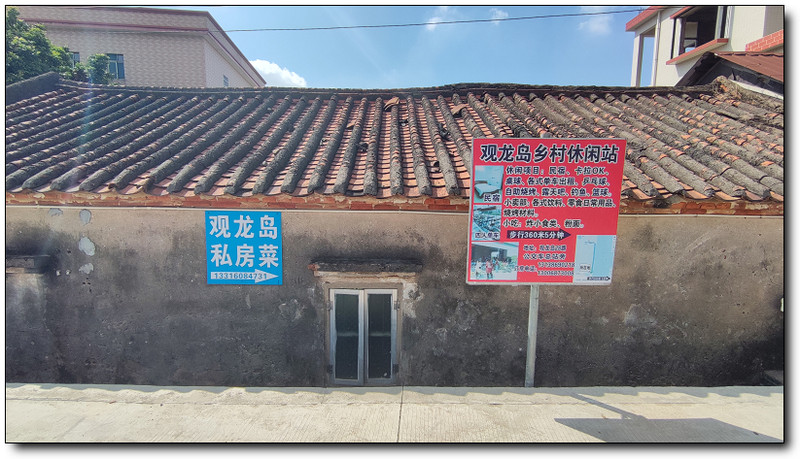 观龙岛
私房菜
13316084731
观龙岛乡村休闲站
休闲项目：民宿、卡拉OK、
桌球、各式单车出租、乒乓球、
自助烧烤、露天吧、钓鱼、篮球、
小卖部、各式饮料、零食日常用品、
烧烤材料。
小吃：炸小食类、粉面。
步行360米5分钟
民宿